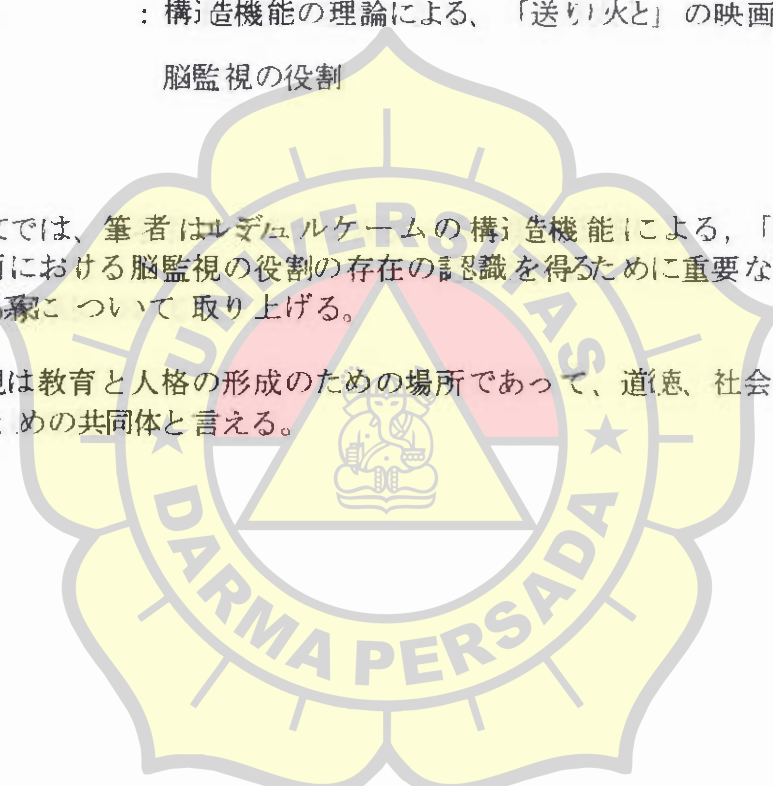 : 構造機能の理論による、「送り火と」の映画
脳監視の役割
では、筆者はエデュルケームの構造機能による,「
における脳監視の役割の存在の認識を得るために重要な
について取り上げる。
は教育と人格の形成のための場所であって、道徳、社会
めの共同体と言える。
UNIVERSITAS
DARMA PERSADA